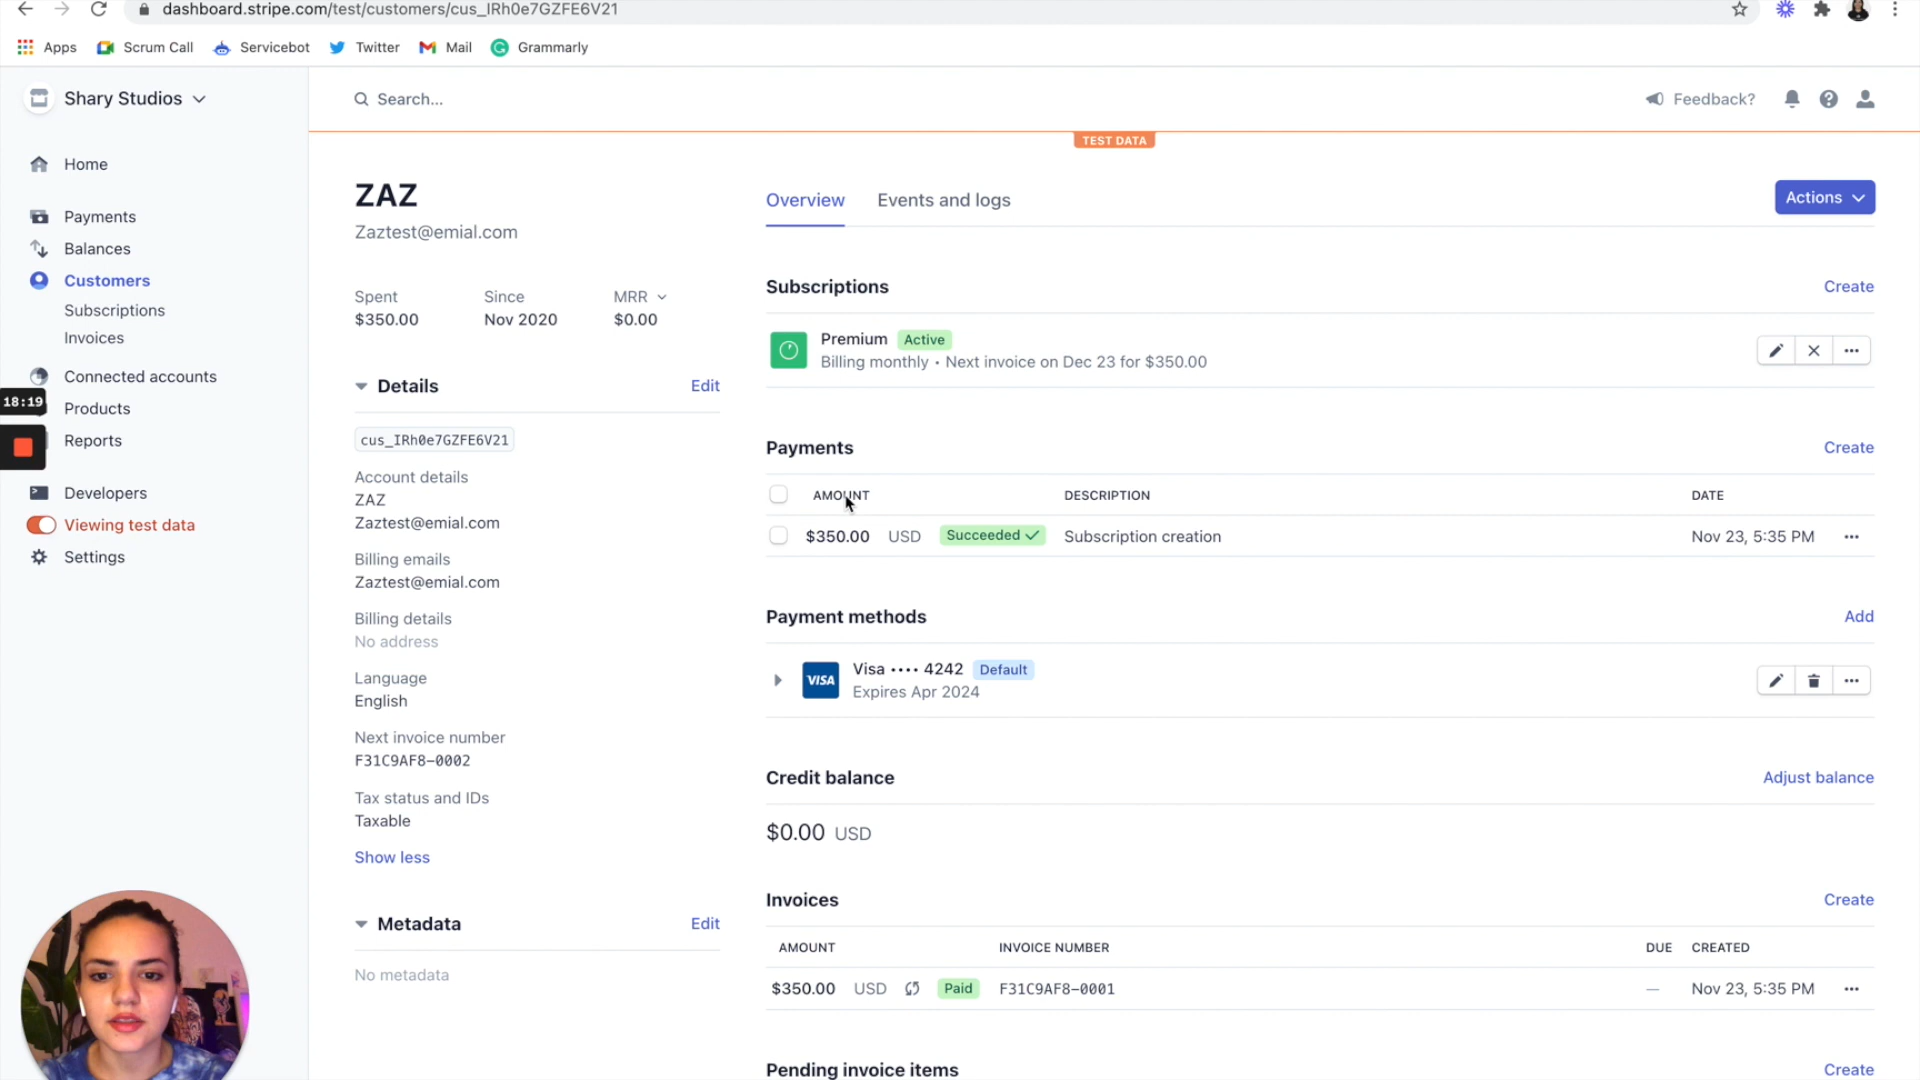 dashboard.stripe.com/test/customers/cus_IRh0e7GZFE6V21
Apps
Scrum Call
Servicebot
Twitter
Mail
Grammarly
Shary Studios
Search...
Feedback?
TEST DATA
Home
Payments
Balances
Customers
Subscriptions
Invoices
Connected accounts
18:19
Products
Reports
Developers
Viewing test data
Settings
ZAZ
Zaztest@emial.com
Spent
$350.00
Since
Nov 2020
MRR
$0.00
Details
Edit
cus_IRh0e7GZFE6V21
Account details
ZAZ
Zaztest@emial.com
Billing emails
Zaztest@emial.com
Billing details
No address
Language
English
Next invoice number
F31C9AF8-0002
Tax status and IDs
Taxable
Show less
Metadata
Edit
No metadata
Overview
Events and logs
Actions
Subscriptions
Create
Premium Active
Billing monthly • Next invoice on Dec 23 for $350.00
Payments
Create
AMOUNT DESCRIPTION DATE
$350.00 USD Succeeded Subscription creation Nov 23, 5:35 PM
Payment methods
Add
VISA
Visa •••• 4242 Default
Expires Apr 2024
Credit balance
Adjust balance
$0.00 USD
Invoices
Create
AMOUNT INVOICE NUMBER DUE CREATED
$350.00 USD Paid F31C9AF8-0001 — Nov 23, 5:35 PM
Pending invoice items
Create